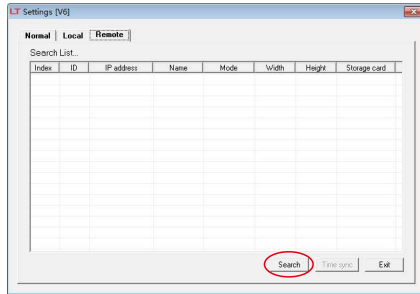 LT Settings [V6]
Normal Local Remote
Search List...
Index ID IP address Name Mode Width Height Storage card
Search Time sync Exit